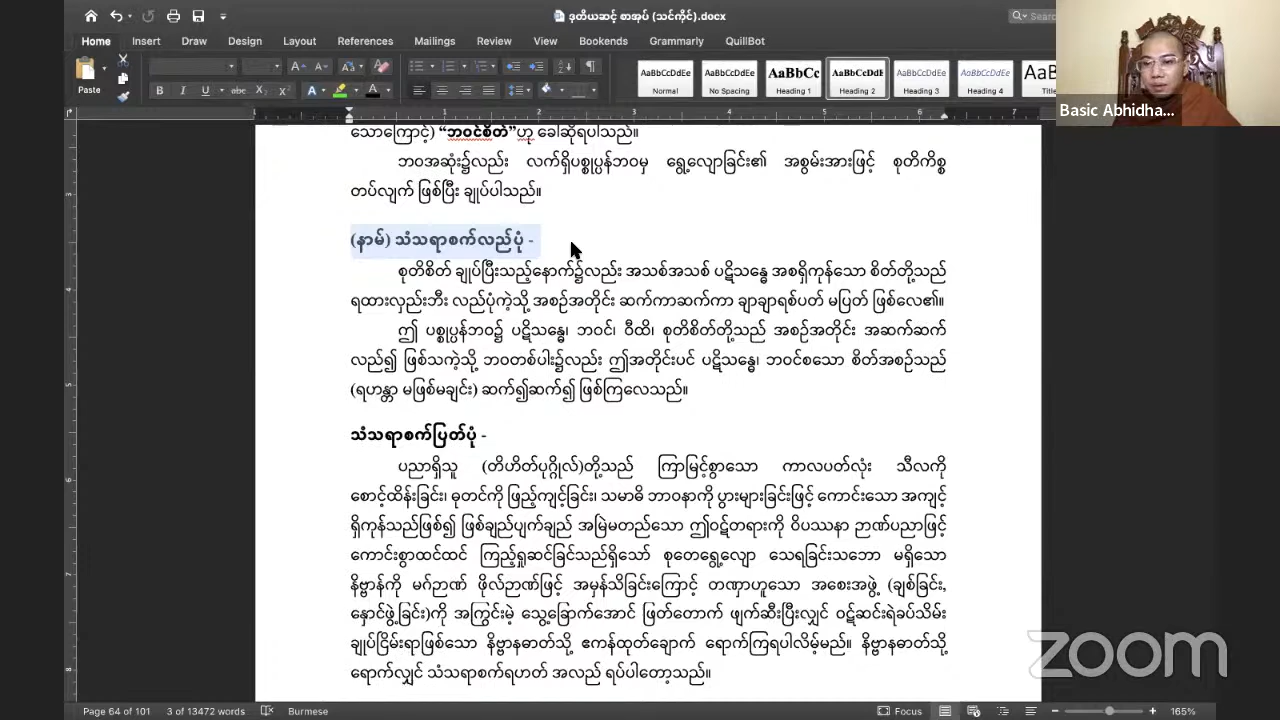 ဒုတိယဆင့် စာအုပ် (သင်ကိုင်).docx
Home Insert Draw Design Layout References Mailings Review View Bookends Grammarly QuillBot
Paste
AaBbCcDdEe AaBbCcDdEe AaBbCc AaBbCcDdE AaBbCcDdEe AaBbCcDdEe
Normal No Spacing Heading 1 Heading 2 Heading 3 Heading 4 Title
Basic Abhidha...
သောကြောင့်) “ဘဝင်စိတ်”ဟု ခေါ်ဆိုရပါသည်။
ဘဝအဆုံး၌လည်း လက်ရှိပစ္စုပ္ပန်ဘဝမှ ရွေ့လျောခြင်း၏ အစွမ်းအားဖြင့် စုတိကိစ္စ
တပ်လျက် ဖြစ်ပြီး ချုပ်ပါသည်။
(နာမ်) သံသရာစက်လည်ပုံ -
စုတိစိတ် ချုပ်ပြီးသည့်နောက်၌လည်း အသစ်အသစ် ပဋိသန္ဓေ အစရှိကုန်သော စိတ်တို့သည်
ရထားလှည်းဘီး လည်ပုံကဲ့သို့ အစဉ်အတိုင်း ဆက်ကာဆက်ကာ ချာချာရစ်ပတ် မပြတ် ဖြစ်လေ၏။
ဤ ပစ္စုပ္ပန်ဘဝ၌ ပဋိသန္ဓေ၊ ဘဝင်၊ ဝီထိ၊ စုတိစိတ်တို့သည် အစဉ်အတိုင်း အဆက်ဆက်
လည်၍ ဖြစ်သကဲ့သို့ ဘဝတစ်ပါး၌လည်း ဤအတိုင်းပင် ပဋိသန္ဓေ၊ ဘဝင်စသော စိတ်အစဉ်သည်
(ရဟန္တာ မဖြစ်မချင်း) ဆက်၍ဆက်၍ ဖြစ်ကြလေသည်။
သံသရာစက်ပြတ်ပုံ -
ပညာရှိသူ (တိဟိတ်ပုဂ္ဂိုလ်)တို့သည် ကြာမြင့်စွာသော ကာလပတ်လုံး သီလကို
စောင့်ထိန်းခြင်း၊ ဓုတင်ကို ဖြည့်ကျင့်ခြင်း၊ သမာဓိ ဘာဝနာကို ပွားများခြင်းဖြင့် ကောင်းသော အကျင့်
ရှိကုန်သည်ဖြစ်၍ ဖြစ်ချည်ပျက်ချည် အမြဲမတည်သော ဤဝဋ်တရားကို ဝိပဿနာ ဉာဏ်ပညာဖြင့်
ကောင်းစွာထင်ထင် ကြည့်ရှုဆင်ခြင်သည်ရှိသော် စုတေရွေ့လျော သေရခြင်းသဘော မရှိသော
နိဗ္ဗာန်ကို မဂ်ဉာဏ် ဖိုလ်ဉာဏ်ဖြင့် အမှန်သိခြင်းကြောင့် တဏှာဟူသော အစေးအဖွဲ့ (ချစ်ခြင်း,
နှောင်ဖွဲ့ခြင်း)ကို အကြွင်းမဲ့ သွေ့ခြောက်အောင် ဖြတ်တောက် ဖျက်ဆီးပြီးလျှင် ဝဋ်ဆင်းရဲခပ်သိမ်း
ချုပ်ငြိမ်းရာဖြစ်သော နိဗ္ဗာနဓာတ်သို့ ဧကန်ထုတ်ချောက် ရောက်ကြရပါလိမ့်မည်။ နိဗ္ဗာနဓာတ်သို့
ရောက်လျှင် သံသရာစက်ရဟတ် အလည် ရပ်ပါတော့သည်။
zoom
Page 64 of 101 3 of 13472 words Burmese Focus 165%